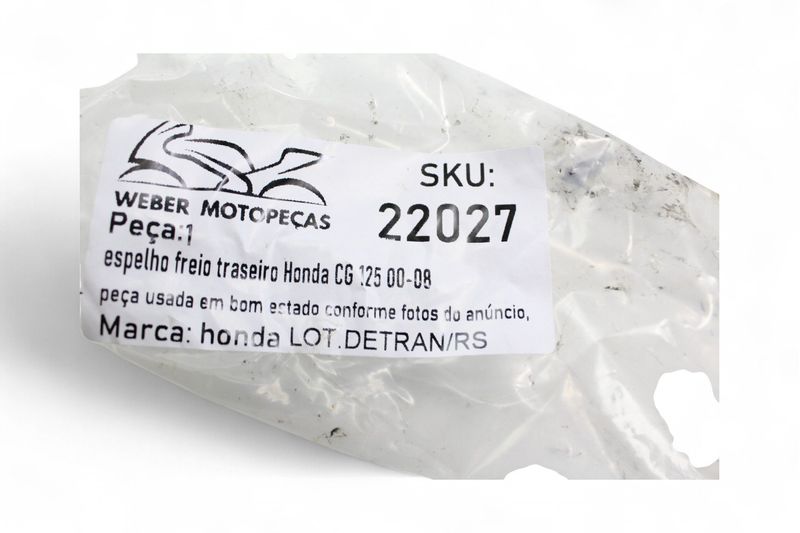 WEBER MOTOPEÇAS
SKU:
22027
Peça:1
espelho freio traseiro Honda CG 125 00-08
peça usada em bom estado conforme fotos do anúncio,
Marca: honda LOT.DETRAN/RS